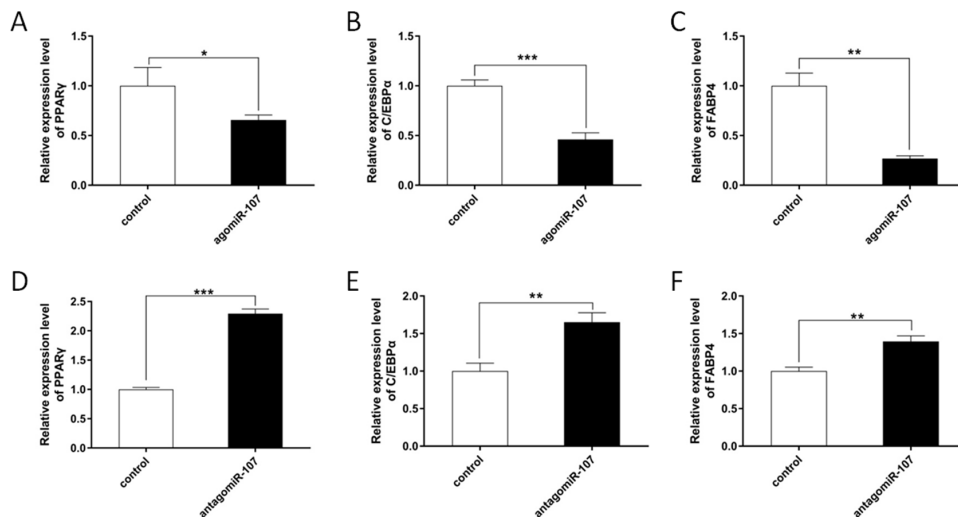 A
Relative expression level
of PPARγ
1.5
1.0
0.5
0.0
*
control
agomiR-107
B
Relative expression level
of C/EBPα
1.5
1.0
0.5
0.0
***
control
agomiR-107
C
Relative expression level
of FABP4
1.5
1.0
0.5
0.0
**
control
agomiR-107
D
Relative expression level
of PPARγ
2.5
2.0
1.5
1.0
0.5
0.0
***
control
antagomiR-107
E
Relative expression level
of C/EBPα
2.0
1.5
1.0
0.5
0.0
**
control
antagomiR-107
F
Relative expression level
of FABP4
2.0
1.5
1.0
0.5
0.0
**
control
antagomiR-107